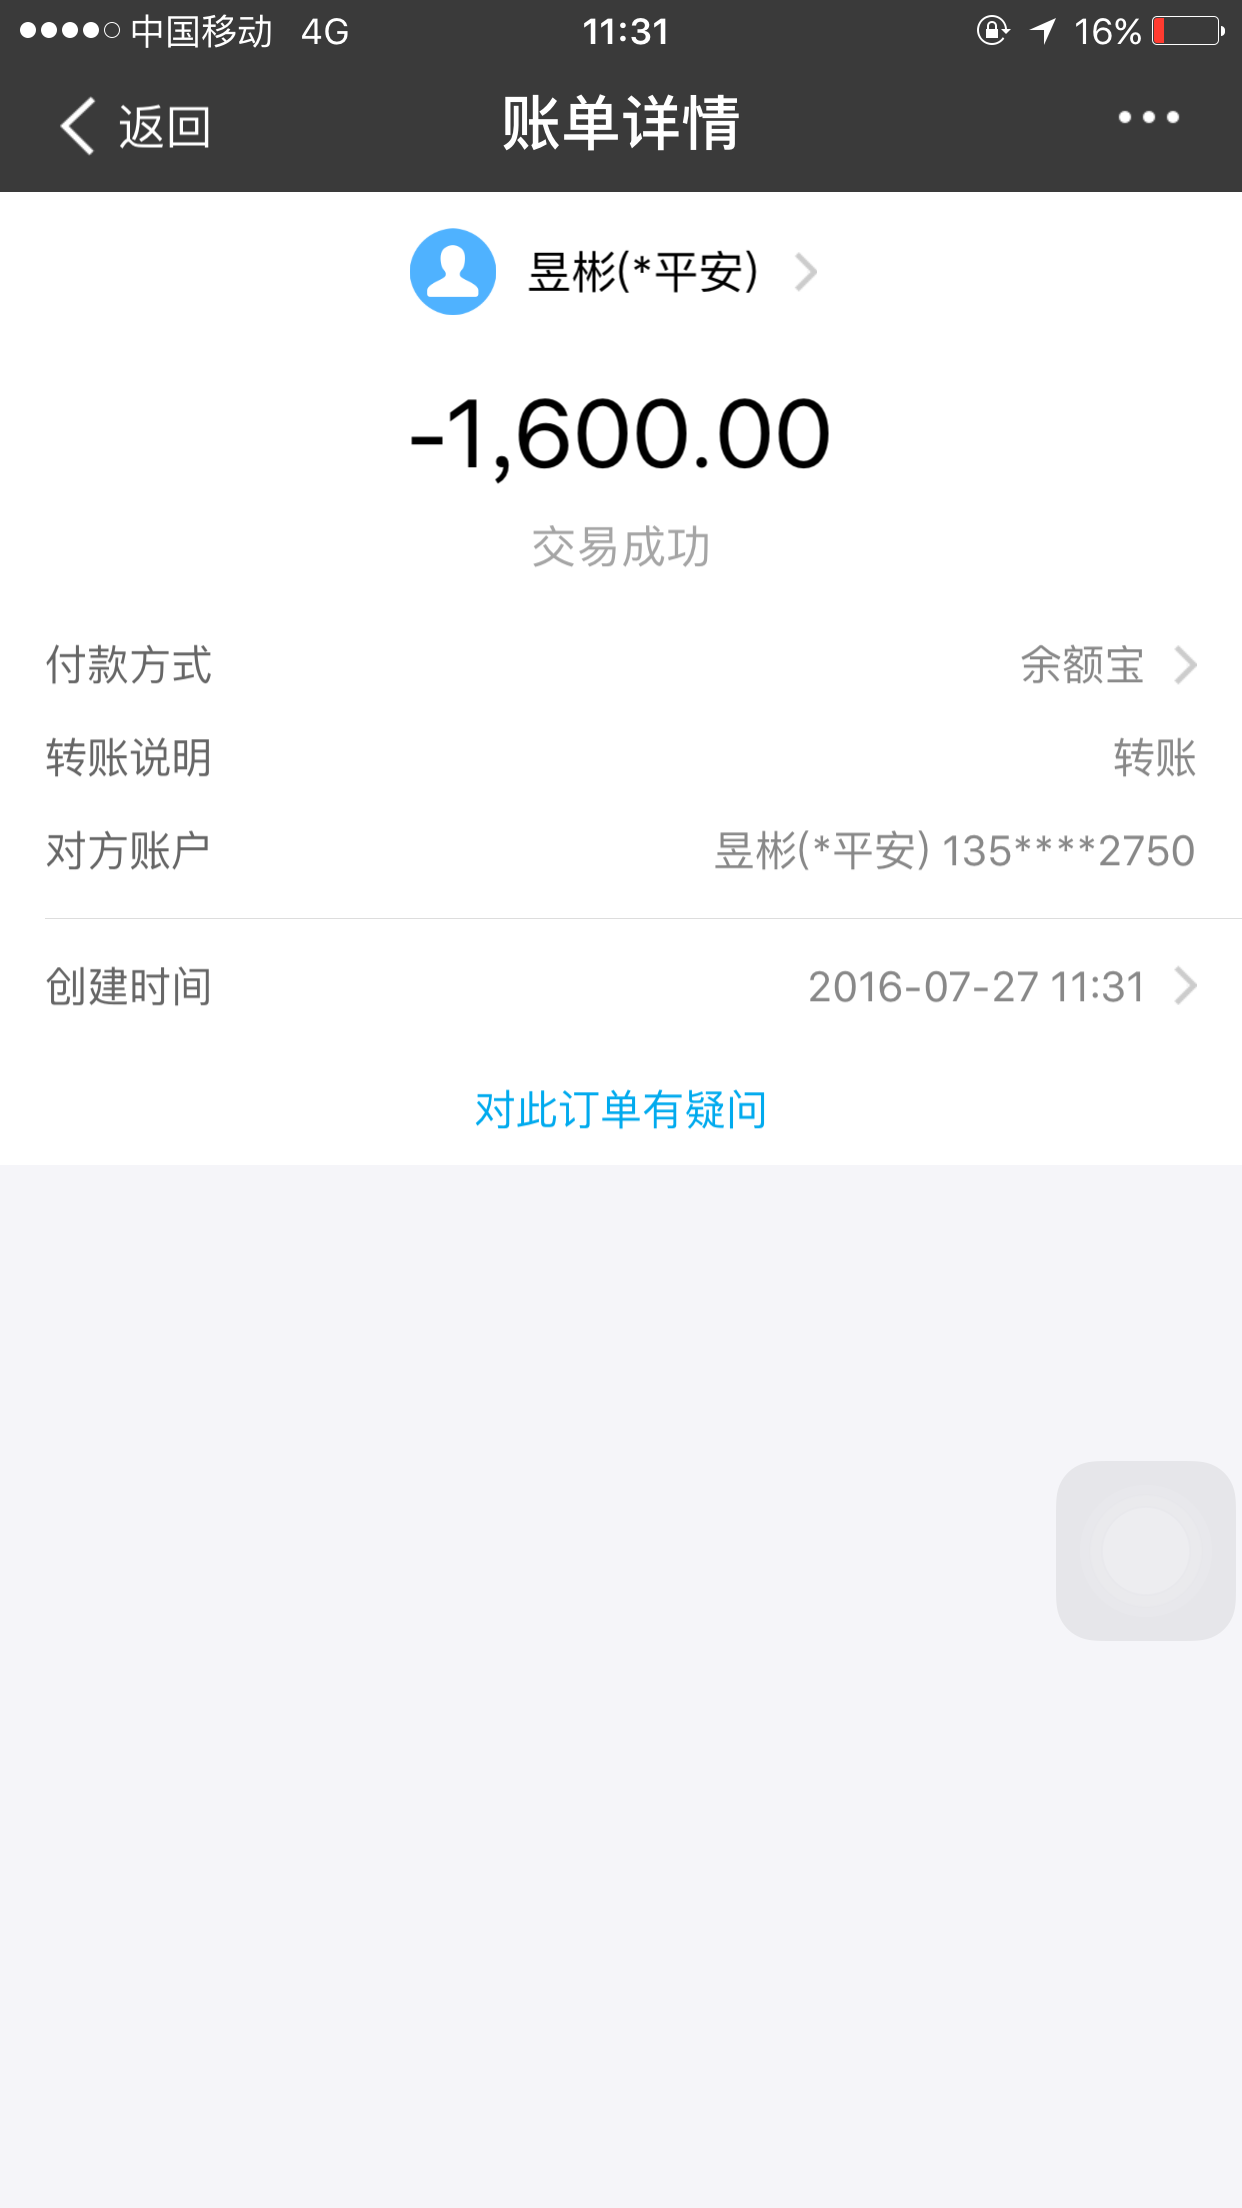 中国移动 4G 11:31 16%
返回 账单详情
昱彬(*平安)
-1,600.00
交易成功
付款方式 余额宝
转账说明 转账
对方账户 昱彬(*平安) 135****2750
创建时间 2016-07-27 11:31
对此订单有疑问